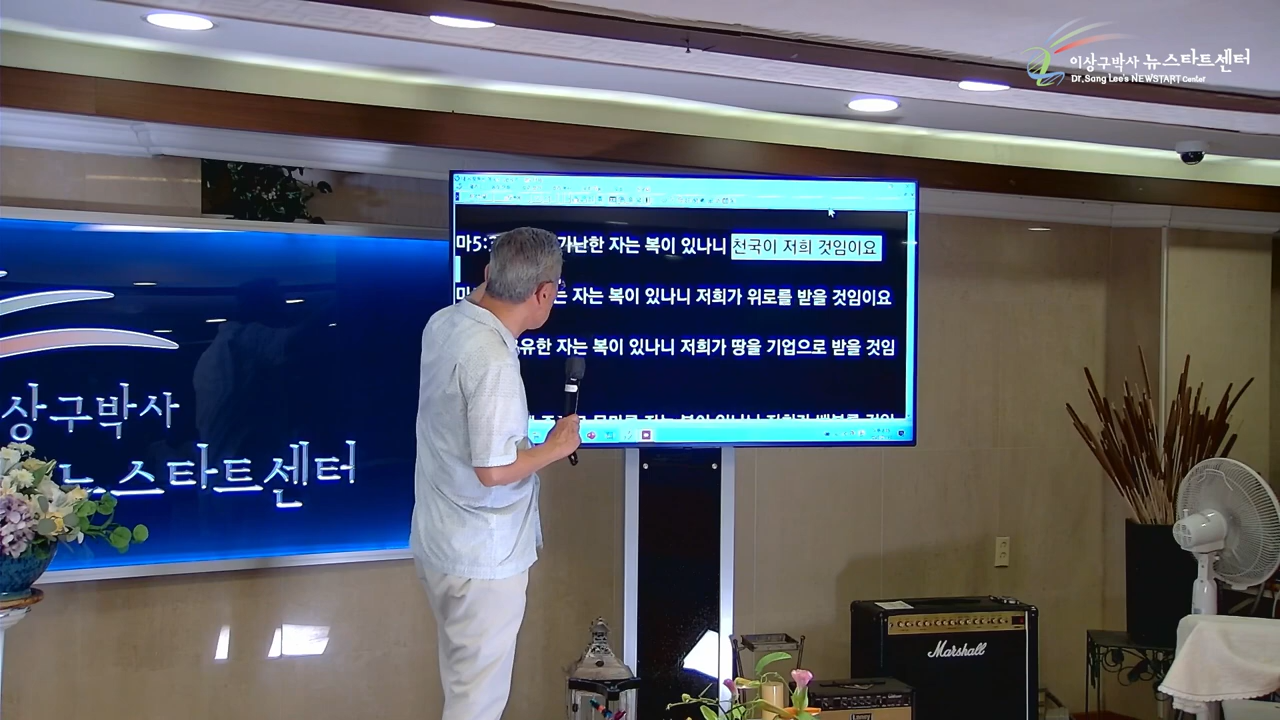 이상구박사 뉴스타트센터
Dr. Sang Lee's NEWSTART Center
마5:3 가난한 자는 복이 있나니 천국이 저희 것임이요
자는 복이 있나니 저희가 위로를 받을 것임이요
온유한 자는 복이 있나니 저희가 땅을 기업으로 받을 것임
상구박사
뉴스타트센터
Marshall